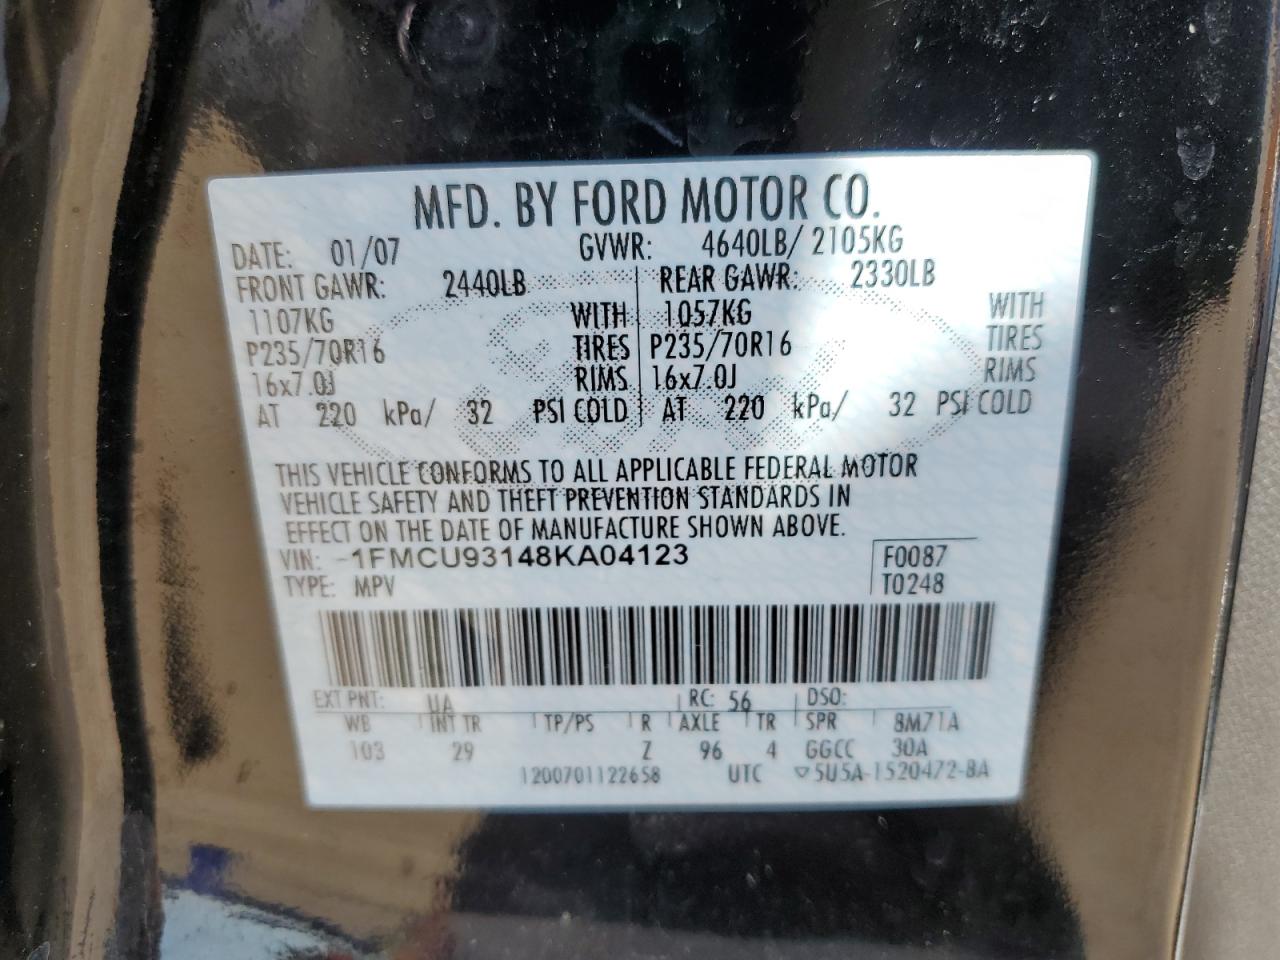 MFD. BY FORD MOTOR CO.
DATE: 01/07 GVWR: 4640LB/ 2105KG
FRONT GAWR: 2440LB REAR GAWR: 2330LB
1107KG WITH 1057KG WITH
P235/70R16 TIRES P235/70R16 TIRES
16x7.0J RIMS 16x7.0J RIMS
AT 220 kPa/ 32 PSI COLD AT 220 kPa/ 32 PSI COLD
THIS VEHICLE CONFORMS TO ALL APPLICABLE FEDERAL MOTOR
VEHICLE SAFETY AND THEFT PREVENTION STANDARDS IN
EFFECT ON THE DATE OF MANUFACTURE SHOWN ABOVE.
VIN: -1FMCU93148KA04123 F0087
TYPE: MPV T0248
EXT PNT: UA RC: 56 DSO:
WB INT TR TP/PS R AXLE TR SPR 8M71A
103 29 Z 96 4 GGCC 30A
1200701122658 UTC ▽5U5A-1520472-BA